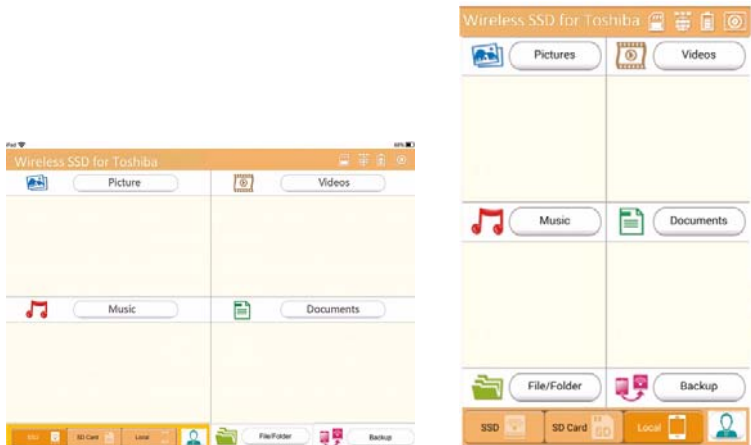 iPad
Wireless SSD for Toshiba
Picture
Videos
Music
Documents
SSD
SD Card
Local
File/Folder
Backup
Wireless SSD for Toshiba
Pictures
Videos
Music
Documents
File/Folder
Backup
SSD
SD Card
SD
Local